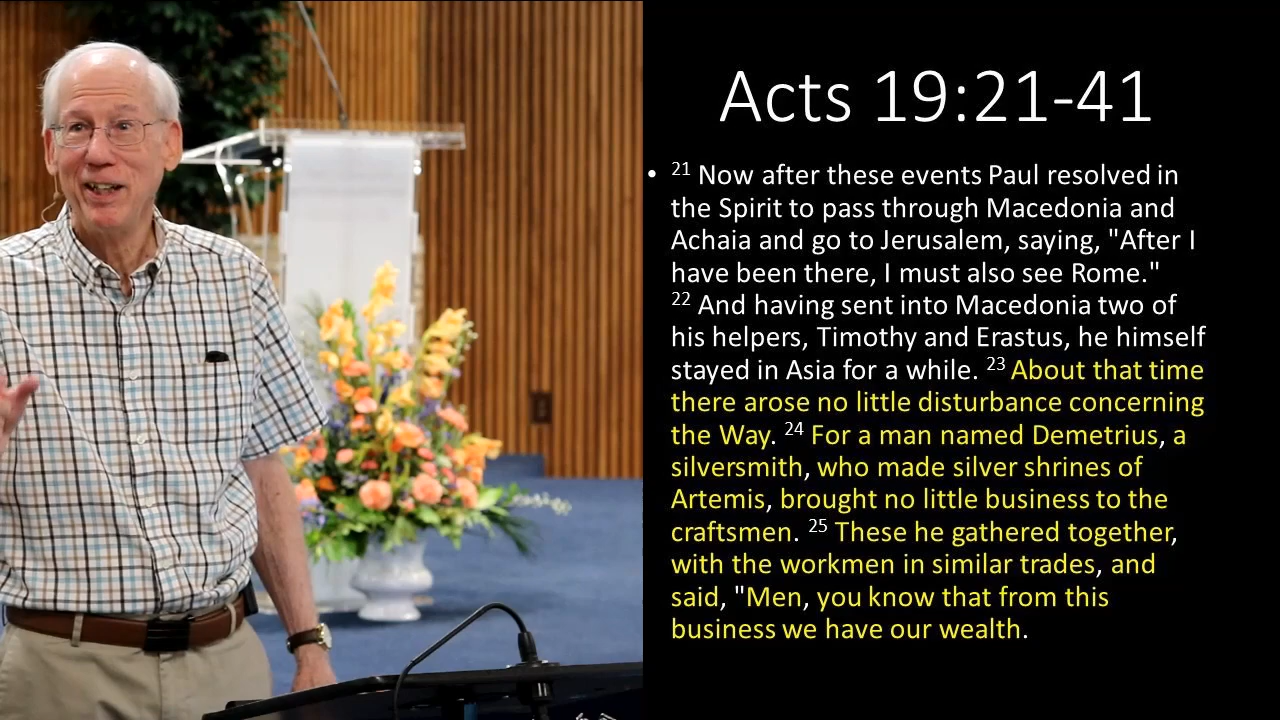 Acts 19:21-41
• 21 Now after these events Paul resolved in
the Spirit to pass through Macedonia and
Achaia and go to Jerusalem, saying, "After I
have been there, I must also see Rome."
22 And having sent into Macedonia two of
his helpers, Timothy and Erastus, he himself
stayed in Asia for a while. 23 About that time
there arose no little disturbance concerning
the Way. 24 For a man named Demetrius, a
silversmith, who made silver shrines of
Artemis, brought no little business to the
craftsmen. 25 These he gathered together,
with the workmen in similar trades, and
said, "Men, you know that from this
business we have our wealth.